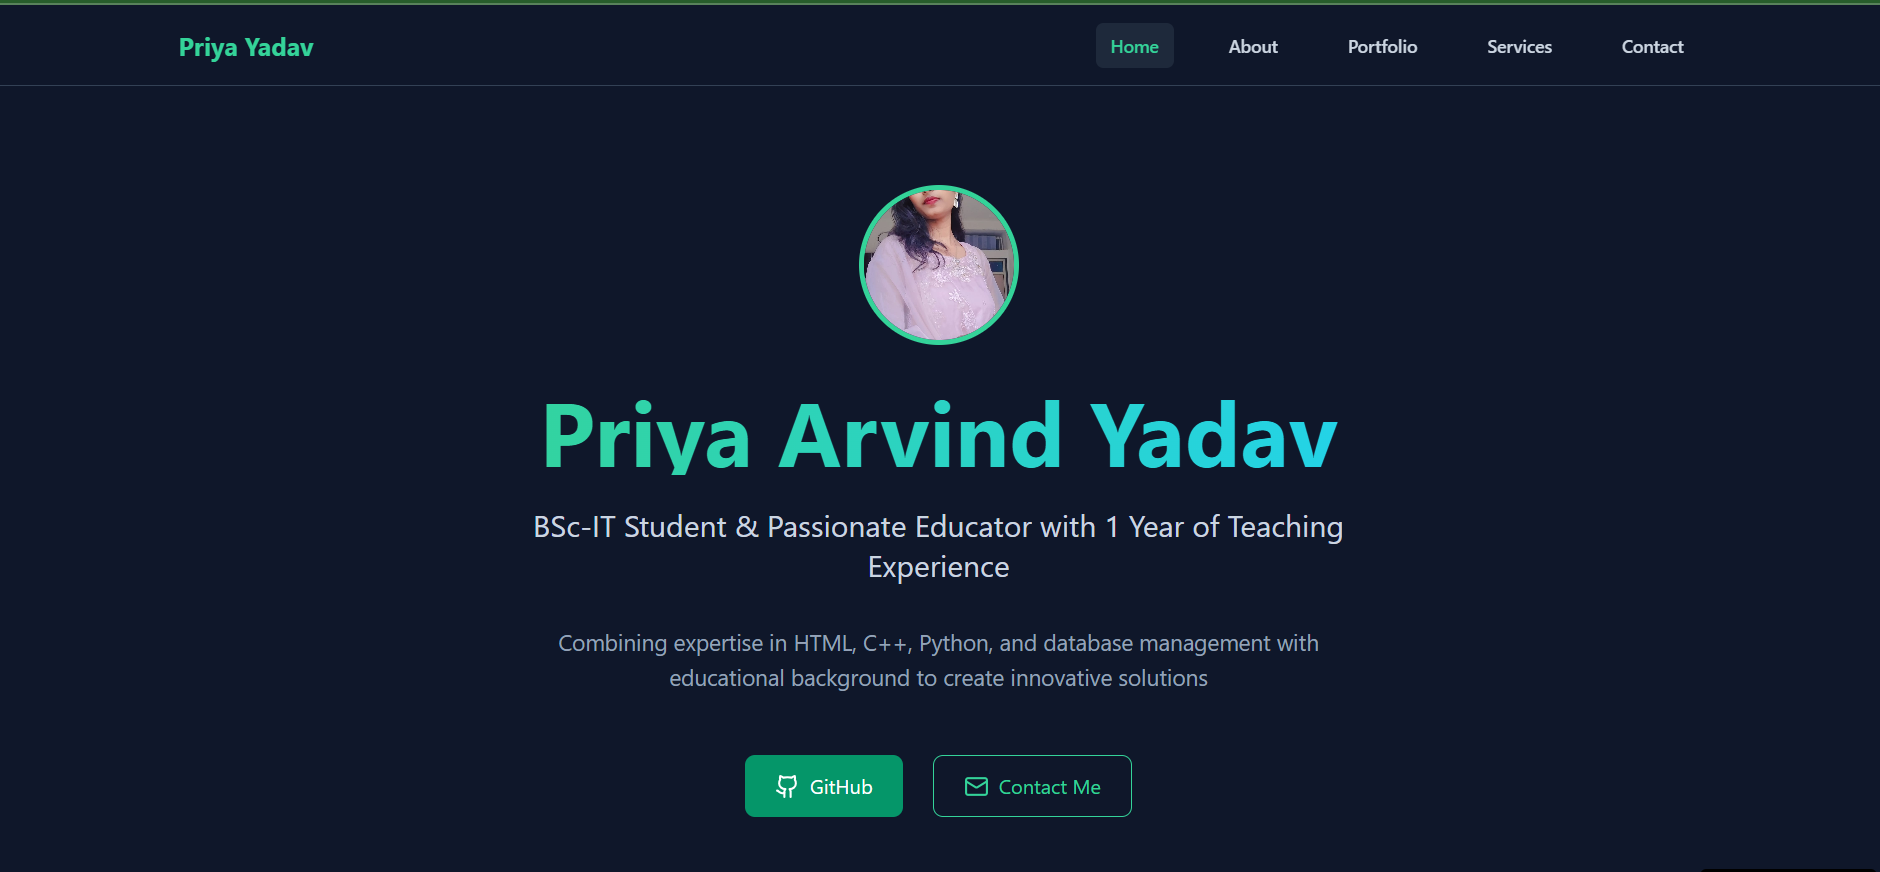 Priya Yadav
Home
About
Portfolio
Services
Contact
Priya Arvind Yadav
BSc-IT Student & Passionate Educator with 1 Year of Teaching
Experience
Combining expertise in HTML, C++, Python, and database management with
educational background to create innovative solutions
GitHub
Contact Me